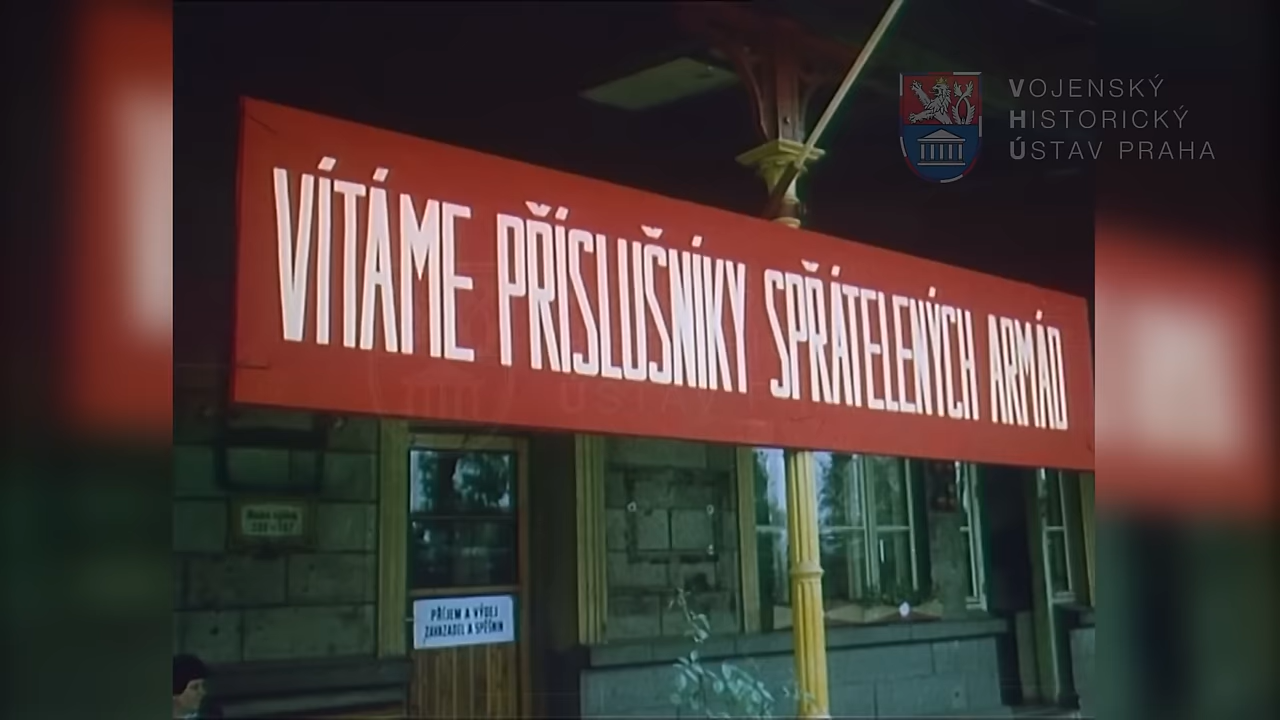 VOJENSKÝ
HISTORICKÝ
ÚSTAV PRAHA
VÍTÁME PŘÍSLUŠNÍKY SPŘÁTELENÝCH ARMÁD
PŘÍJEM A VÝDEJ
ZAVAZADEL A SPĚŠNIN